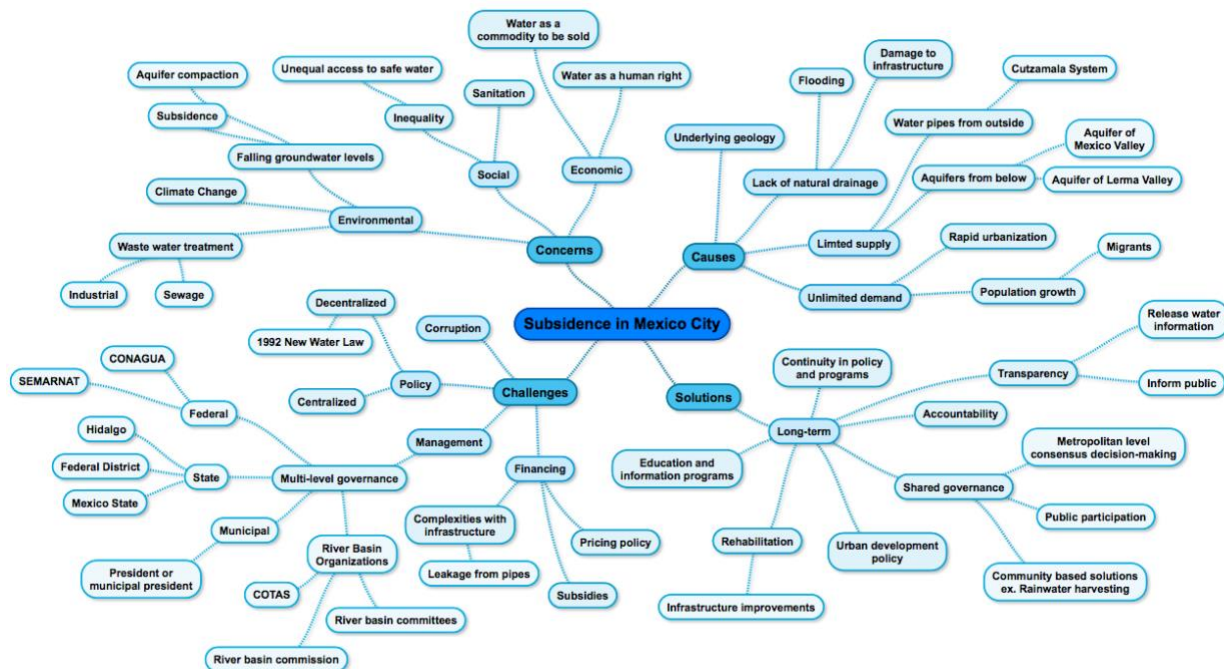 Subsidence in Mexico City
Concerns
Environmental
Falling groundwater levels
Aquifer compaction
Subsidence
Climate Change
Waste water treatment
Industrial
Sewage
Social
Inequality
Unequal access to safe water
Sanitation
Economic
Water as a
commodity to be sold
Water as a human right
Causes
Underlying geology
Lack of natural drainage
Flooding
Damage to
infrastructure
Limted supply
Water pipes from outside
Cutzamala System
Aquifers from below
Aquifer of
Mexico Valley
Aquifer of Lerma Valley
Unlimited demand
Rapid urbanization
Population growth
Migrants
Challenges
Corruption
Policy
Decentralized
1992 New Water Law
Centralized
Management
Multi-level governance
Federal
CONAGUA
SEMARNAT
State
Hidalgo
Federal District
Mexico State
Municipal
President or
municipal president
River Basin
Organizations
COTAS
River basin commission
River basin committees
Financing
Complexities with
infrastructure
Leakage from pipes
Subsidies
Pricing policy
Solutions
Long-term
Continuity in policy
and programs
Transparency
Release water
information
Inform public
Accountability
Shared governance
Metropolitan level
consensus decision-making
Public participation
Community based solutions
ex. Rainwater harvesting
Urban development
policy
Rehabilitation
Infrastructure improvements
Education and
information programs